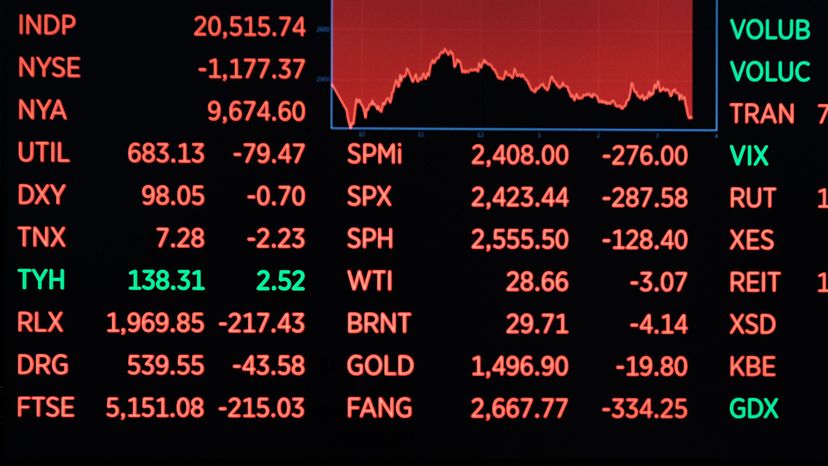 INDP 20,515.74
NYSE -1,177.37
NYA 9,674.60
UTIL 683.13 -79.47
DXY 98.05 -0.70
TNX 7.28 -2.23
TYH 138.31 2.52
RLX 1,969.85 -217.43
DRG 539.55 -43.58
FTSE 5,151.08 -215.03
SPMi 2,408.00 -276.00
SPX 2,423.44 -287.58
SPH 2,555.50 -128.40
WTI 28.66 -3.07
BRNT 29.71 -4.14
GOLD 1,496.90 -19.80
FANG 2,667.77 -334.25
VOLUB
VOLUC
TRAN 7
VIX
RUT 1
XES
REIT 1
XSD
KBE
GDX